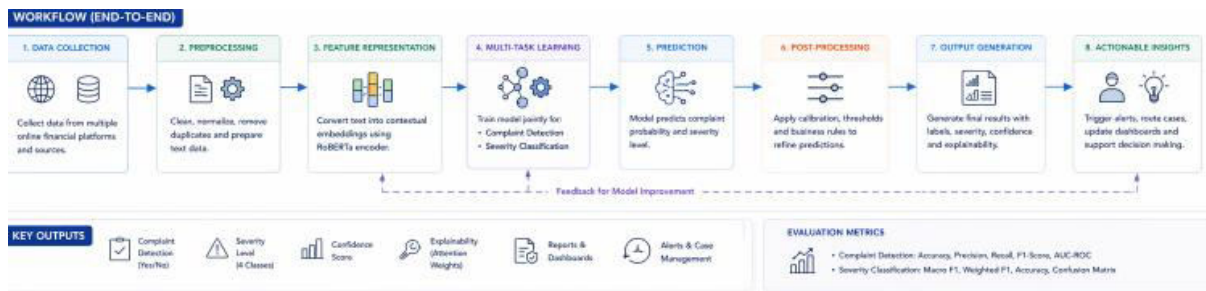 WORKFLOW (END-TO-END)
1. DATA COLLECTION
Collect data from multiple
online financial platforms
and sources.
2. PREPROCESSING
Clean, normalize, remove
duplicates and prepare
text data.
3. FEATURE REPRESENTATION
Convert text into contextual
embeddings using
RoBERTa encoder.
4. MULTI-TASK LEARNING
Train model jointly for:
• Complaint Detection
• Severity Classification
5. PREDICTION
Model predicts complaint
probability and severity
level.
6. POST-PROCESSING
Apply calibration, thresholds
and business rules to
refine predictions.
7. OUTPUT GENERATION
Generate final results with
labels, severity, confidence
and explainability.
8. ACTIONABLE INSIGHTS
Trigger alerts, route cases,
update dashboards and
support decision making.
Feedback for Model Improvement
KEY OUTPUTS
Complaint
Detection
(Yes/No)
Severity
Level
(4 Classes)
Confidence
Score
Explainability
(Attention
Weights)
Reports &
Dashboards
Alerts & Case
Management
EVALUATION METRICS
• Complaint Detection: Accuracy, Precision, Recall, F1-Score, AUC-ROC
• Severity Classification: Macro F1, Weighted F1, Accuracy, Confusion Matrix